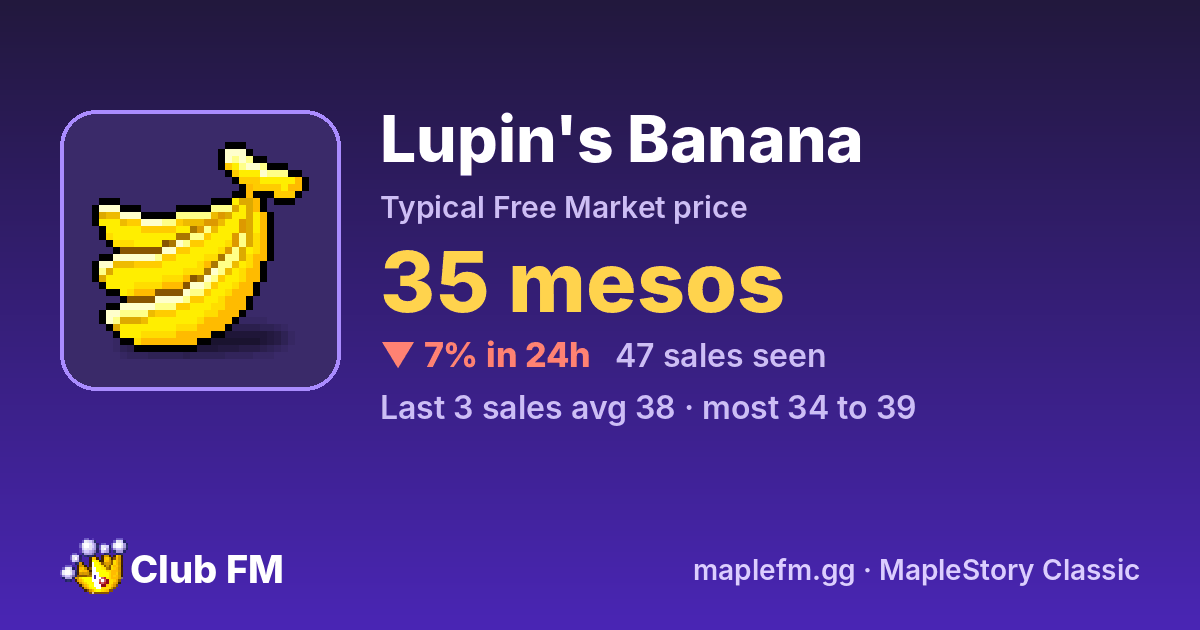 Lupin's Banana
Typical Free Market price
35 mesos
▼ 7% in 24h 47 sales seen
Last 3 sales avg 38 · most 34 to 39
Club FM
maplefm.gg · MapleStory Classic